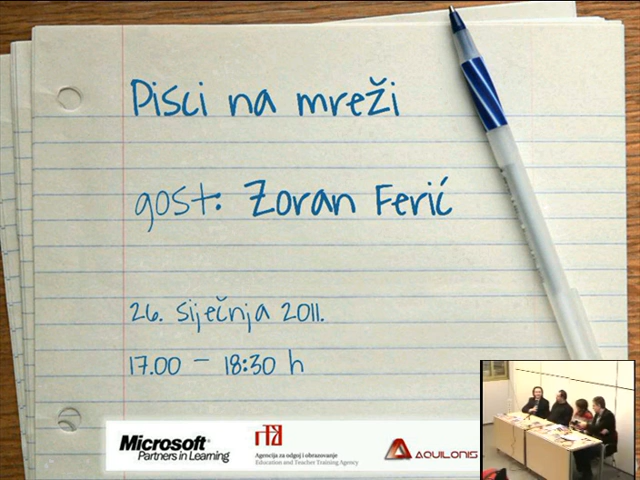 Pisci na mreži
gost: Zoran Ferić
26. siječnja 2011.
17.00 - 18:30 h
Microsoft®
Partners in Learning
Agencija za odgoj i obrazovanje
Education and Teacher Training Agency
AQUILONIS